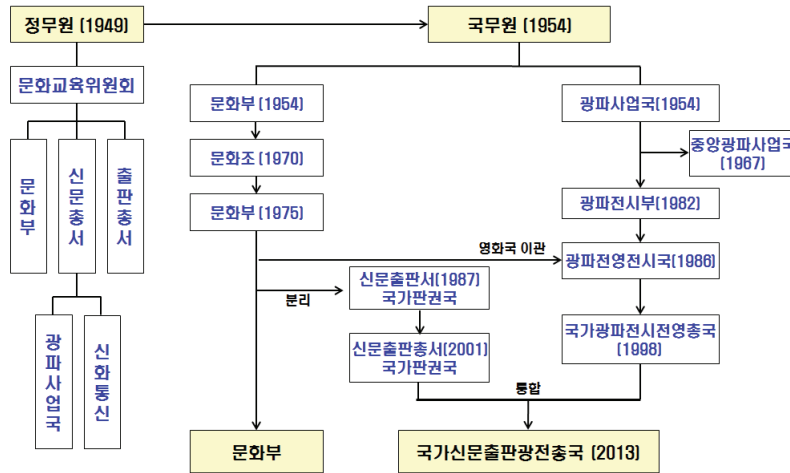 정무원 (1949)
국무원 (1954)
문화교육위원회
문화부 (1954)
광파사업국(1954)
문화부
신문총서
출판총서
문화조 (1970)
중앙광파사업국
(1967)
문화부 (1975)
광파전시부(1982)
영화국 이관
광파전영전시국(1986)
신문출판서(1987)
국가판권국
분리
광파사업국
신화통신
신문출판총서(2001)
국가판권국
국가광파전시전영총국
(1998)
통합
문화부
국가신문출판광전총국 (2013)